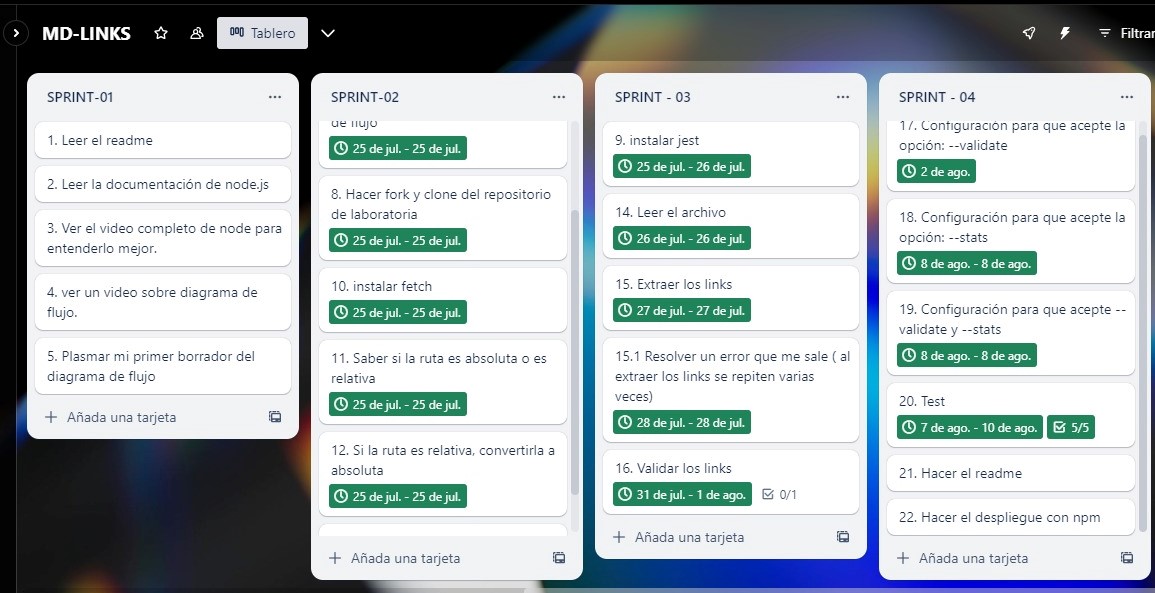 MD-LINKS
Tablero
Filtrar
SPRINT-01
1. Leer el readme
2. Leer la documentación de node.js
3. Ver el video completo de node para
entenderlo mejor.
4. ver un video sobre diagrama de
flujo.
5. Plasmar mi primer borrador del
diagrama de flujo
Añada una tarjeta
SPRINT-02
de flujo
25 de jul. - 25 de jul.
8. Hacer fork y clone del repositorio
de laboratoria
25 de jul. - 25 de jul.
10. instalar fetch
25 de jul. - 25 de jul.
11. Saber si la ruta es absoluta o es
relativa
25 de jul. - 25 de jul.
12. Si la ruta es relativa, convertirla a
absoluta
25 de jul. - 25 de jul.
Añada una tarjeta
SPRINT - 03
9. instalar jest
25 de jul. - 26 de jul.
14. Leer el archivo
26 de jul. - 26 de jul.
15. Extraer los links
27 de jul. - 27 de jul.
15.1 Resolver un error que me sale ( al
extraer los links se repiten varias
veces)
28 de jul. - 28 de jul.
16. Validar los links
31 de jul. - 1 de ago. 0/1
Añada una tarjeta
SPRINT - 04
17. Configuración para que acepte la
opción: --validate
2 de ago.
18. Configuración para que acepte la
opción: --stats
8 de ago. - 8 de ago.
19. Configuración para que acepte --
validate y --stats
8 de ago. - 8 de ago.
20. Test
7 de ago. - 10 de ago. 5/5
21. Hacer el readme
22. Hacer el despliegue con npm
Añada una tarjeta